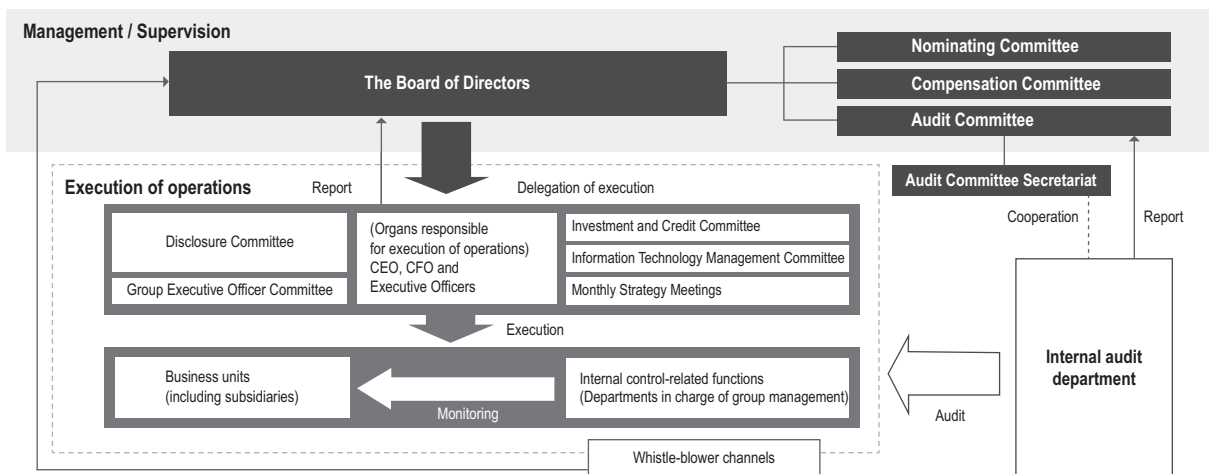 Management / Supervision
The Board of Directors
Nominating Committee
Compensation Committee
Audit Committee
Audit Committee Secretariat
Execution of operations
Report
Delegation of execution
Cooperation
Report
Disclosure Committee
Group Executive Officer Committee
(Organs responsible
for execution of operations)
CEO, CFO and
Executive Officers
Investment and Credit Committee
Information Technology Management Committee
Monthly Strategy Meetings
Execution
Business units
(including subsidiaries)
Monitoring
Internal control-related functions
(Departments in charge of group management)
Audit
Internal audit
department
Whistle-blower channels